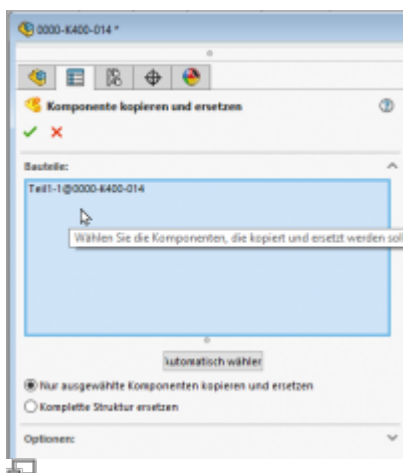 0000-K400-014 *
Komponente kopieren und ersetzen
Bauteile:
Teil1-1@0000-K400-014
Wählen Sie die Komponenten, die kopiert und ersetzt werden soll
utomatisch wähler
Nur ausgewählte Komponenten kopieren und ersetzen
Komplette Struktur ersetzen
Optionen: